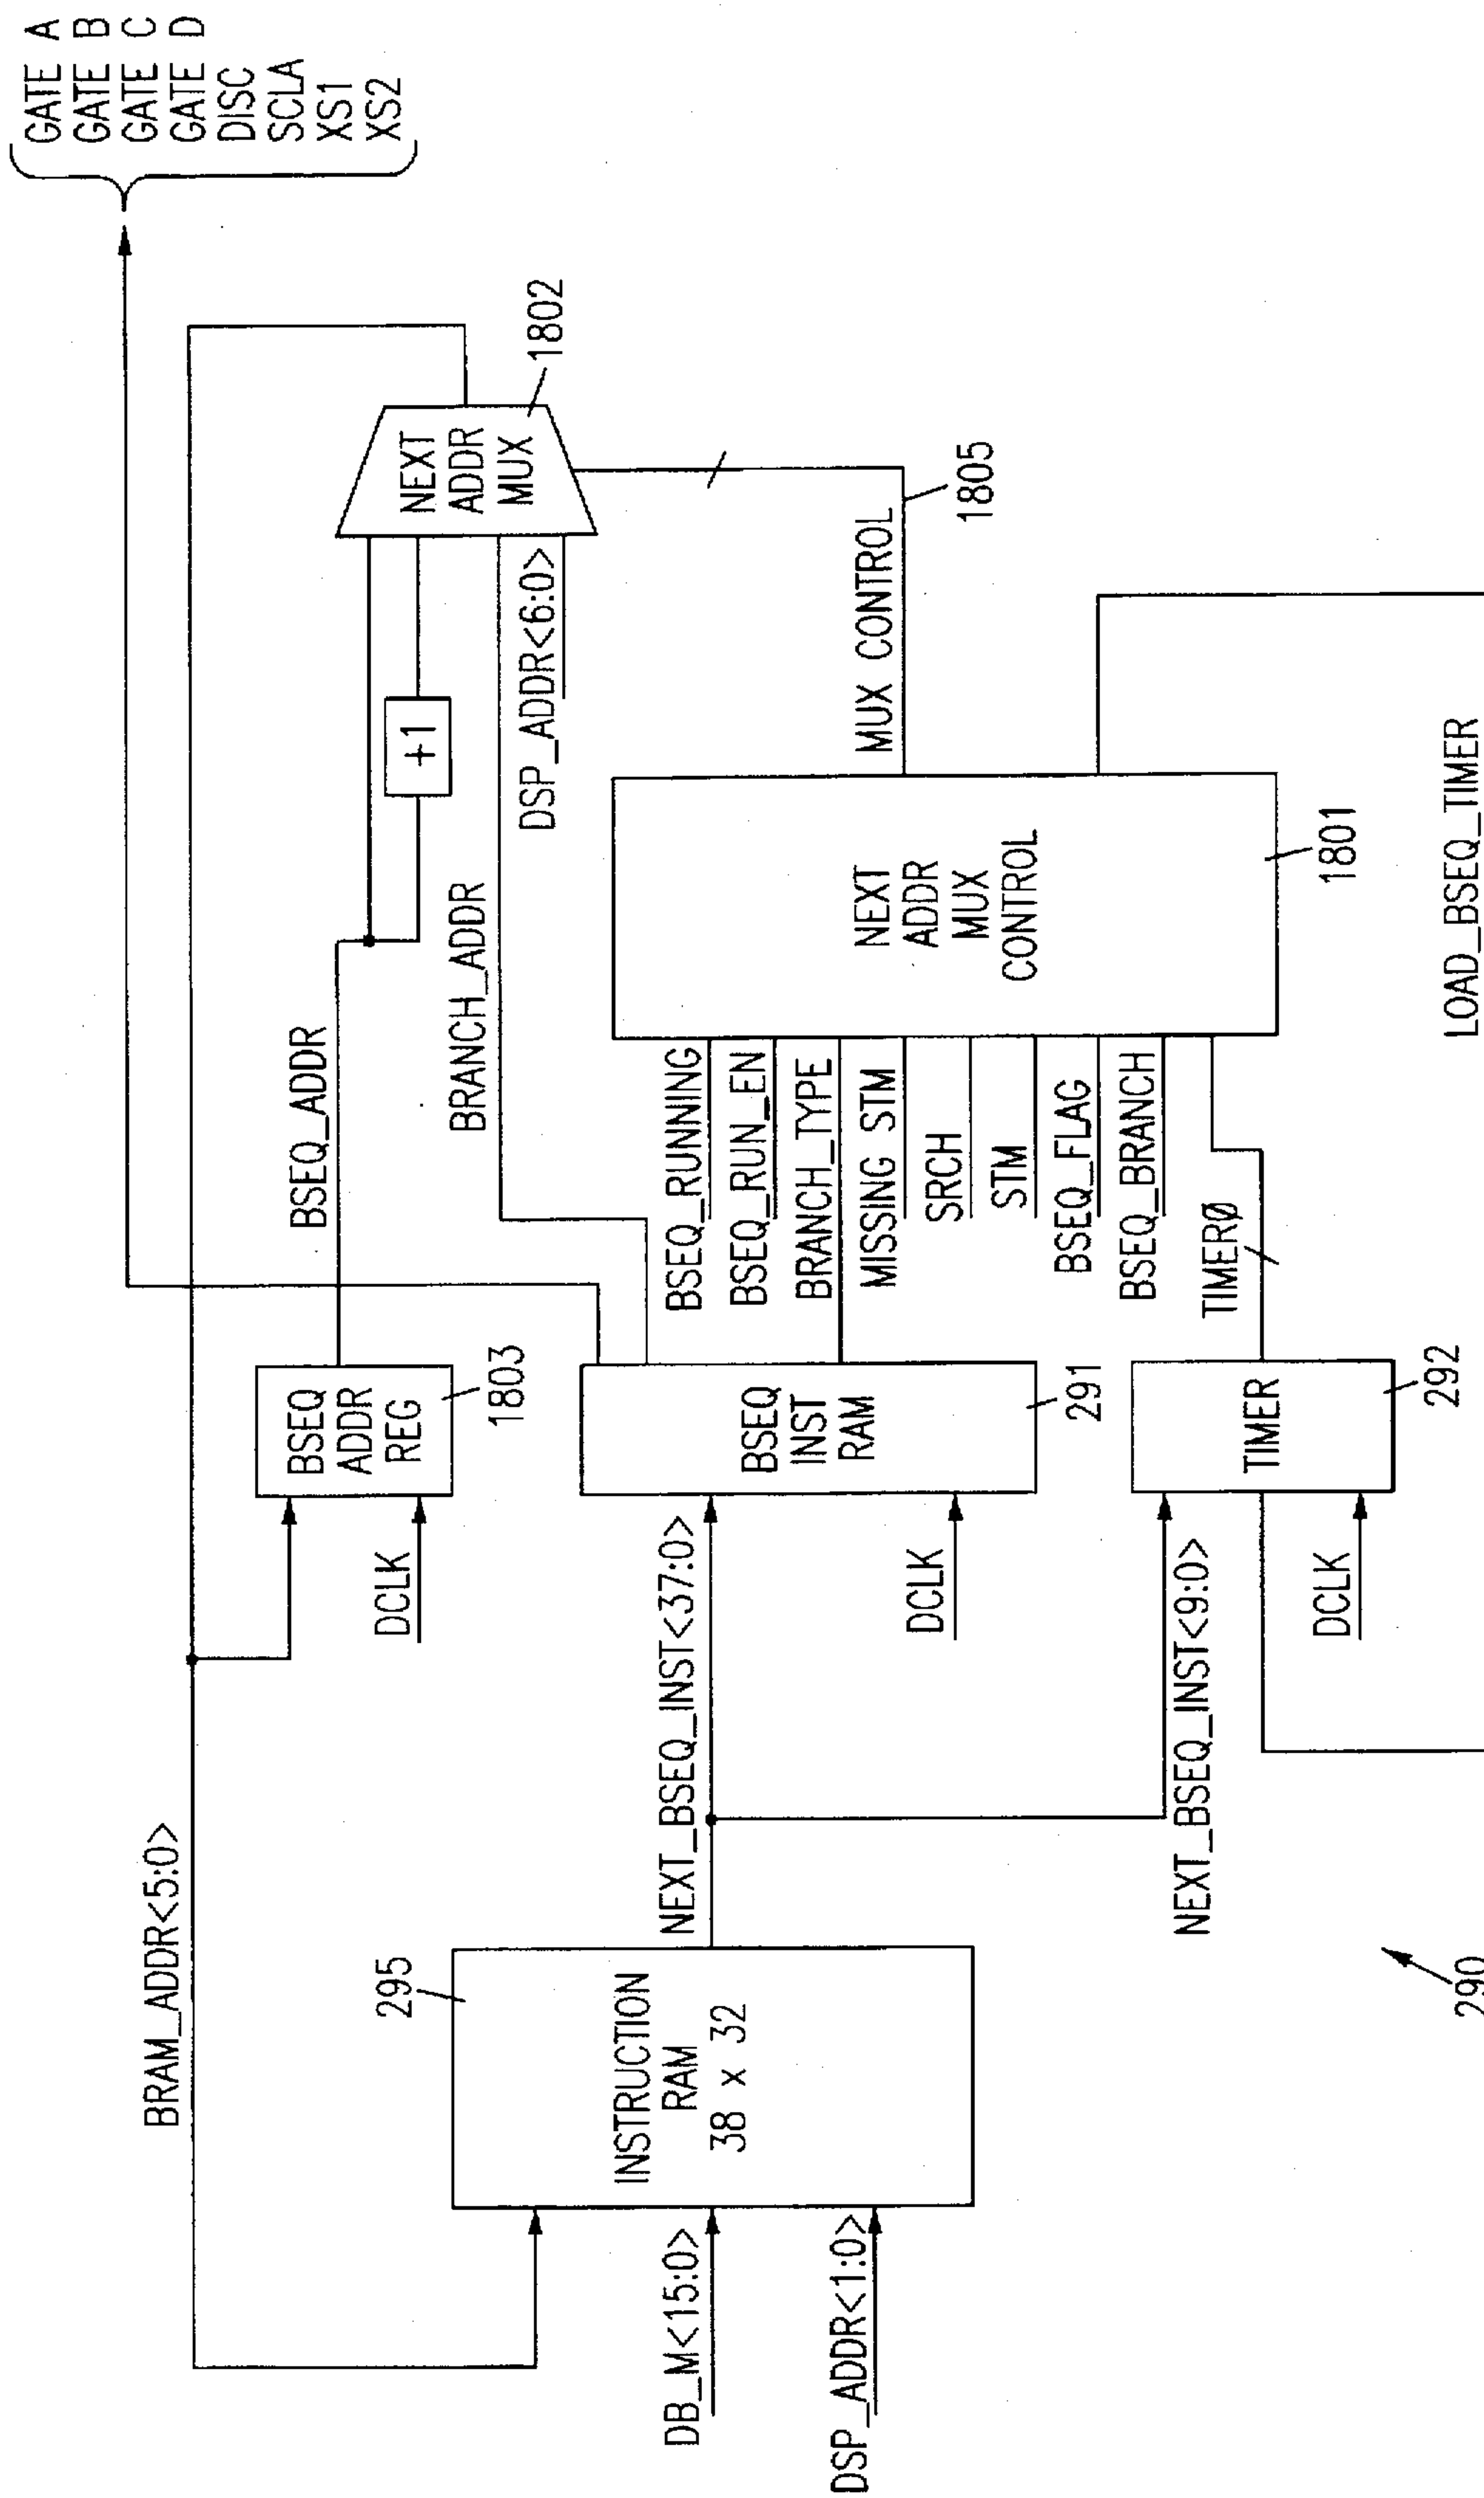 GATE A
GATE B
GATE C
GATE D
DISC
SCLA
XS1
XS2
BRAM_ADDR<5:0>
BSEQ_ADDR
BSEQ
ADDR
REG
1803
DCLK
+1
NEXT
ADDR
MUX
1802
BRANCH_ADDR
DSP_ADDR<6:0>
295
INSTRUCTION
RAM
38 x 32
DB_M<15:0>
DSP_ADDR<1:0>
NEXT_BSEQ_INST<37:0>
BSEQ
INST
RAM
291
DCLK
BSEQ_RUNNING
BSEQ_RUN_EN
BRANCH_TYPE
MISSING STM
SRCH
STM
BSEQ_FLAG
BSEQ_BRANCH
TIMERØ
NEXT
ADDR
MUX
CONTROL
1801
MUX CONTROL
1805
NEXT_BSEQ_INST<9:0>
TIMER
292
DCLK
LOAD_BSEQ_TIMER
290